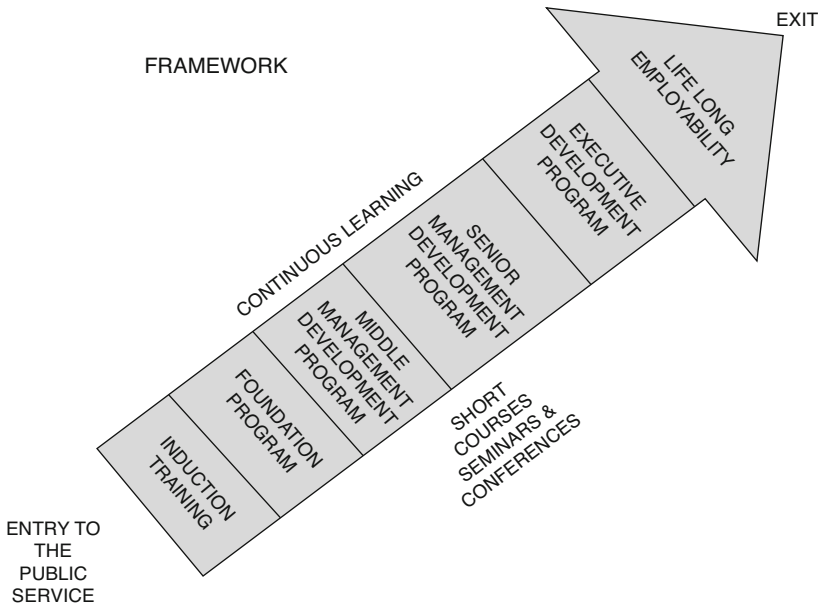 FRAMEWORK
EXIT
ENTRY TO
THE
PUBLIC
SERVICE
INDUCTION
TRAINING
FOUNDATION
PROGRAM
MIDDLE
MANAGEMENT
DEVELOPMENT
PROGRAM
SENIOR
MANAGEMENT
DEVELOPMENT
PROGRAM
EXECUTIVE
DEVELOPMENT
PROGRAM
LIFE LONG
EMPLOYABILITY
CONTINUOUS LEARNING
SHORT
COURSES
SEMINARS &
CONFERENCES